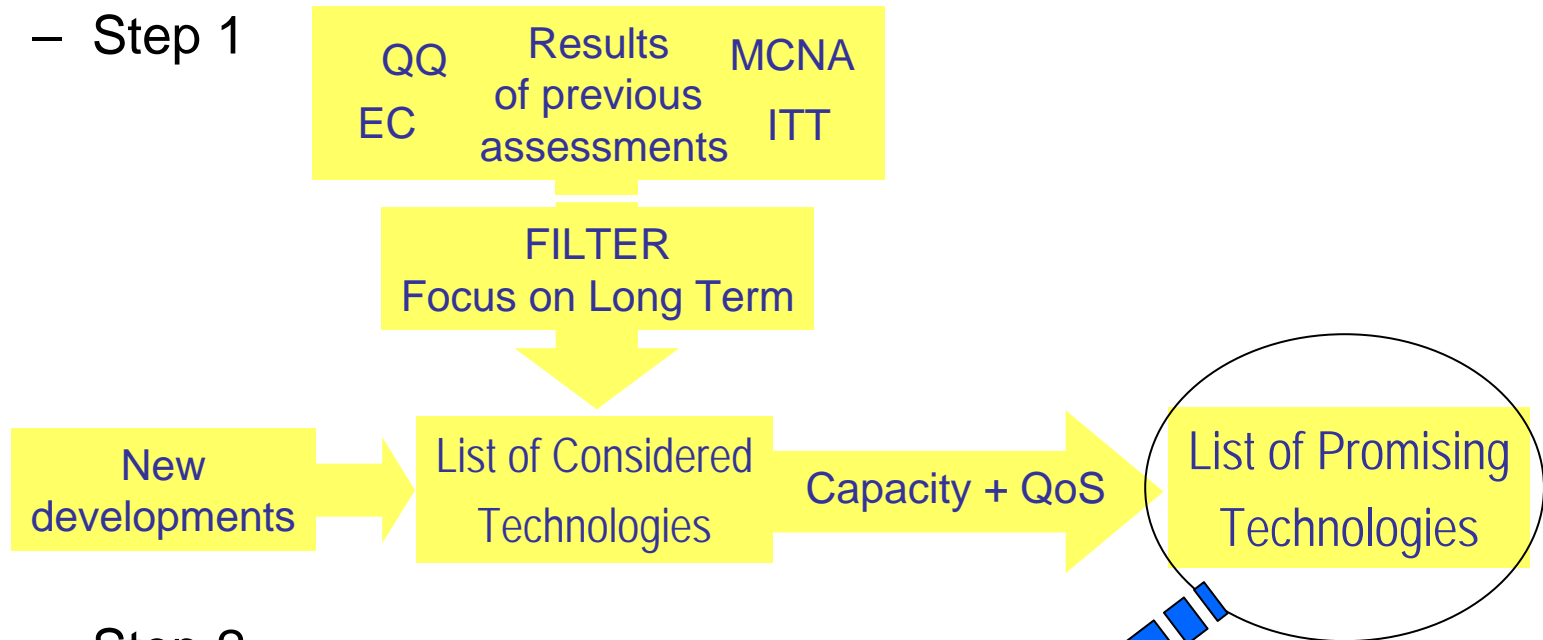 – Step 1
QQ
EC
Results
of previous
assessments
MCNA
ITT
FILTER
Focus on Long Term
New
developments
List of Considered
Technologies
Capacity + QoS
List of Promising
Technologies